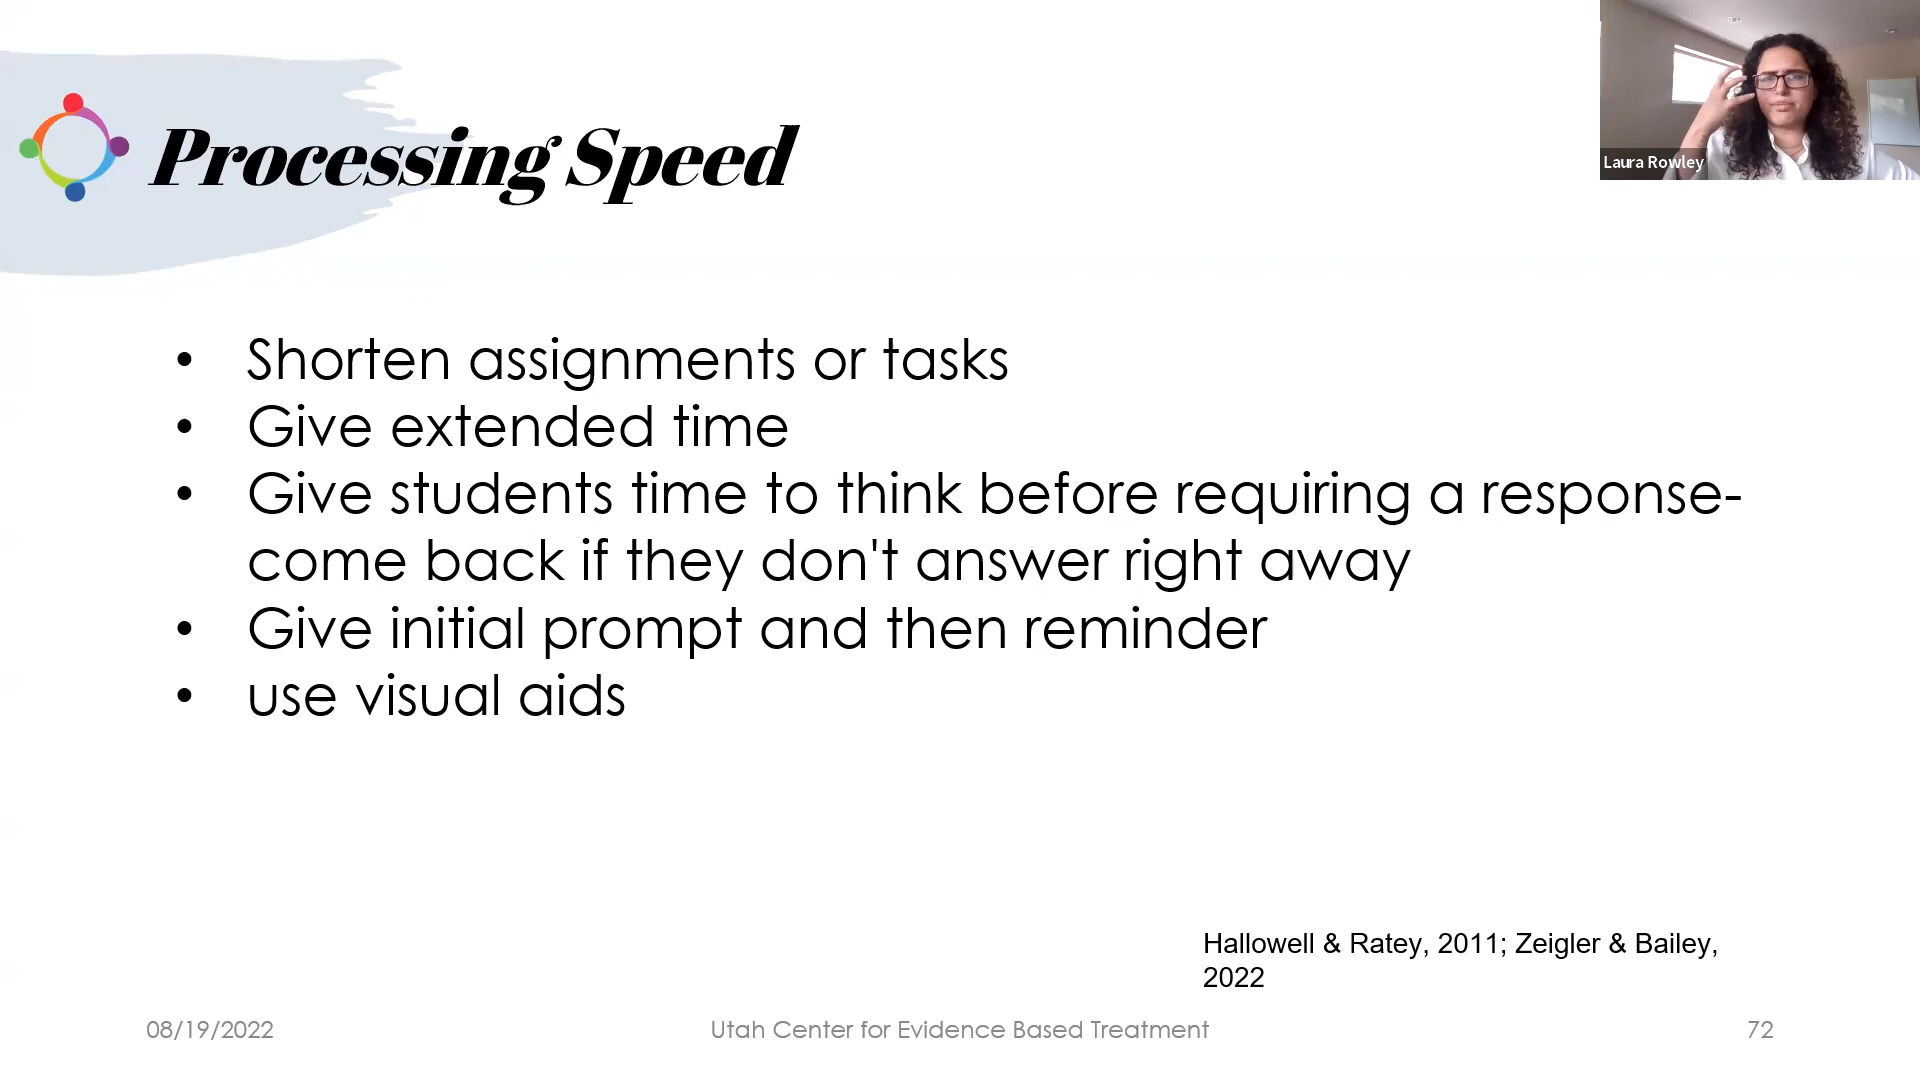 Processing Speed
Laura Rowley
• Shorten assignments or tasks
• Give extended time
• Give students time to think before requiring a response-
come back if they don't answer right away
• Give initial prompt and then reminder
• use visual aids
Hallowell & Ratey, 2011; Zeigler & Bailey,
2022
08/19/2022
Utah Center for Evidence Based Treatment
72